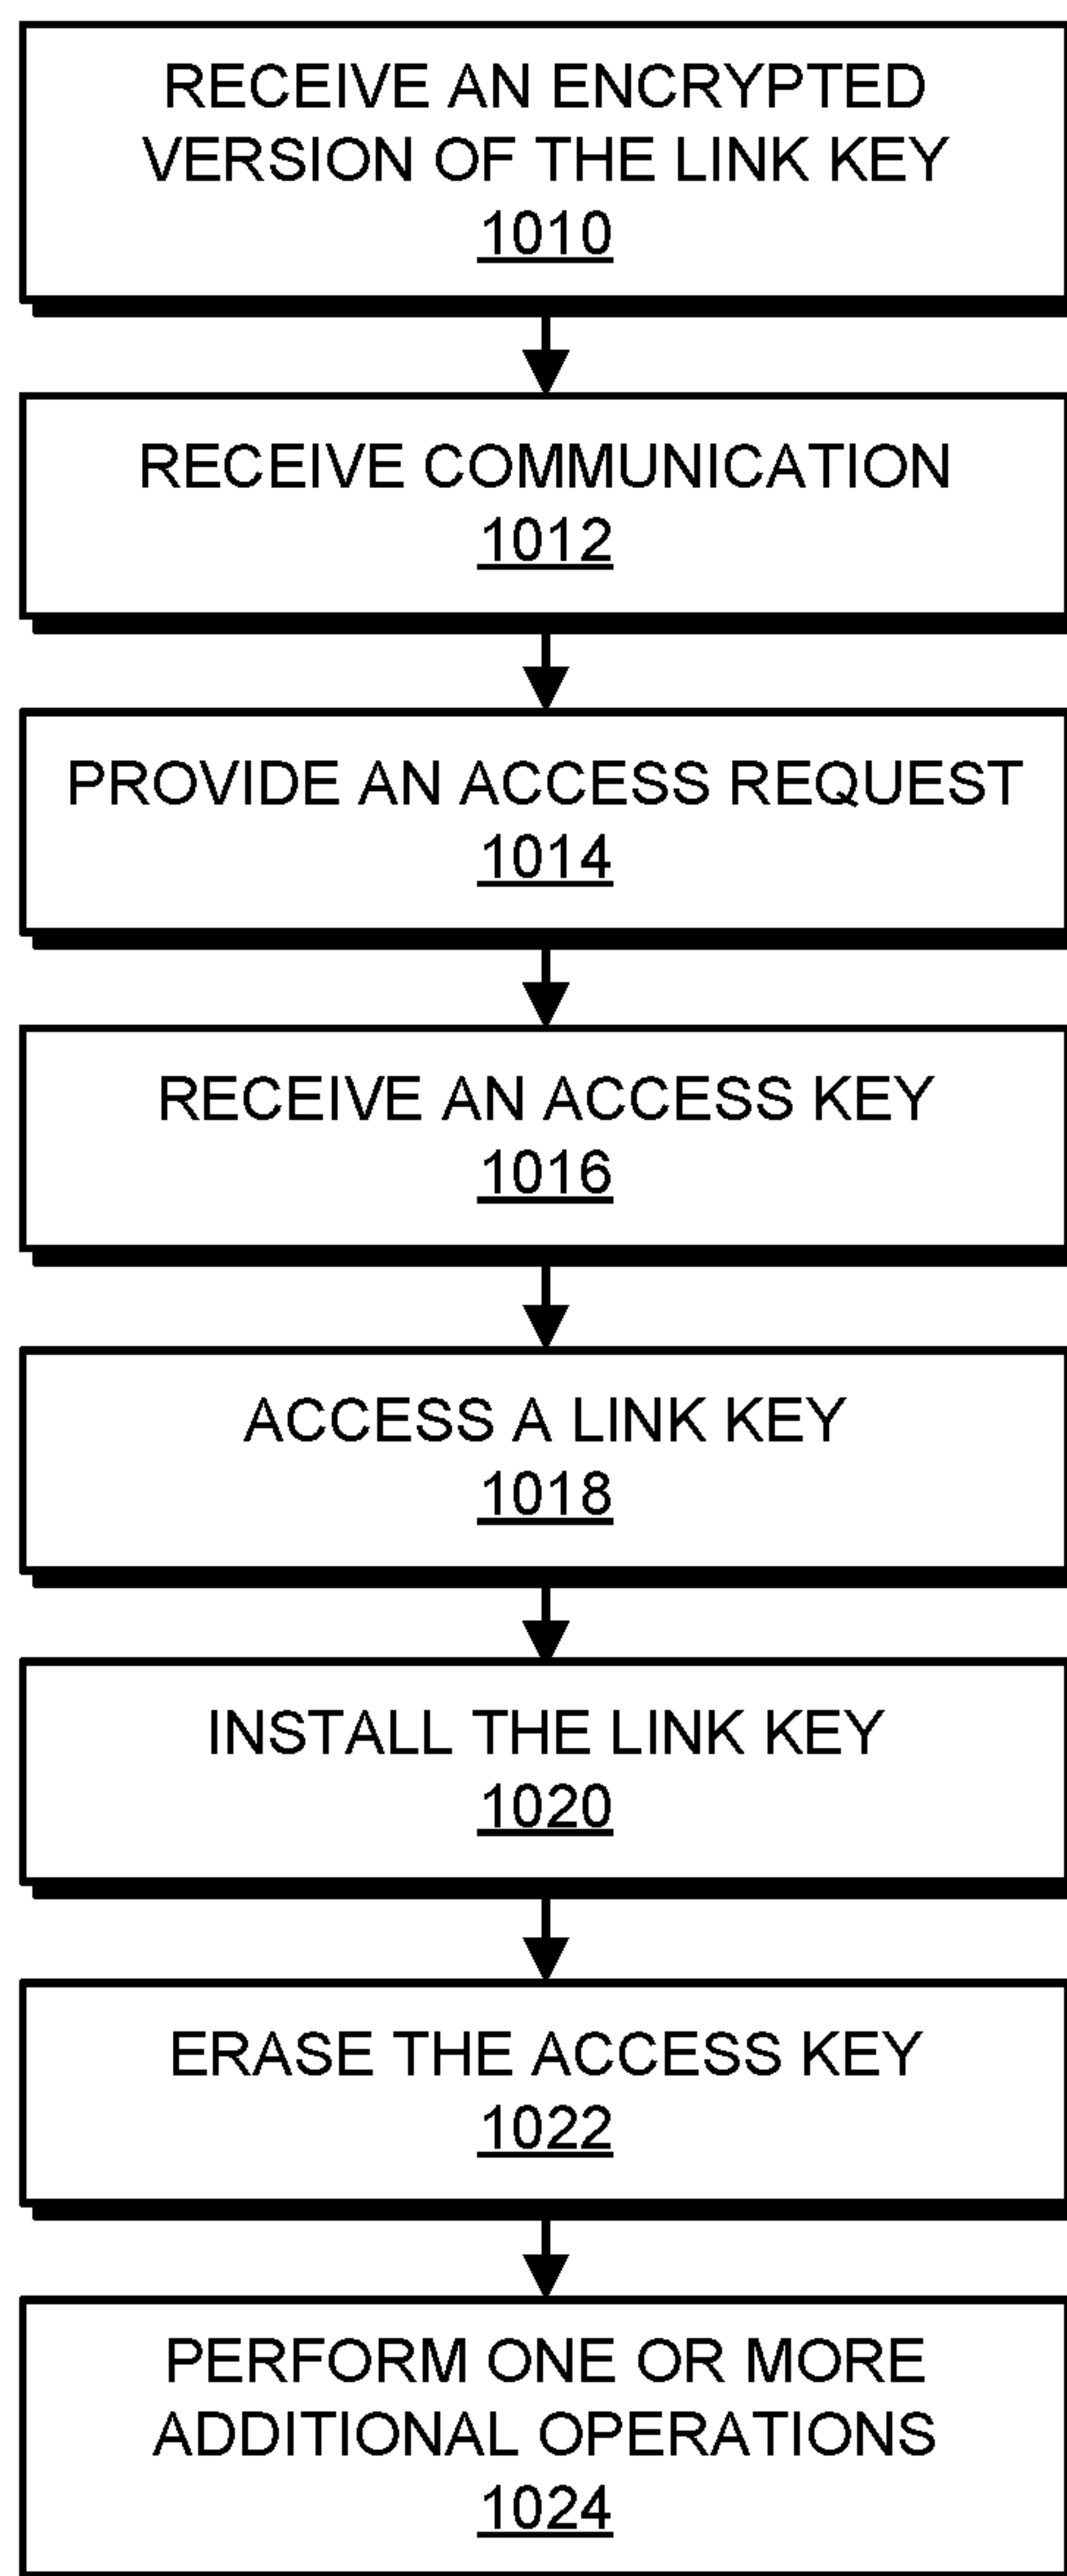 RECEIVE AN ENCRYPTED
VERSION OF THE LINK KEY
1010
RECEIVE COMMUNICATION
1012
PROVIDE AN ACCESS REQUEST
1014
RECEIVE AN ACCESS KEY
1016
ACCESS A LINK KEY
1018
INSTALL THE LINK KEY
1020
ERASE THE ACCESS KEY
1022
PERFORM ONE OR MORE
ADDITIONAL OPERATIONS
1024